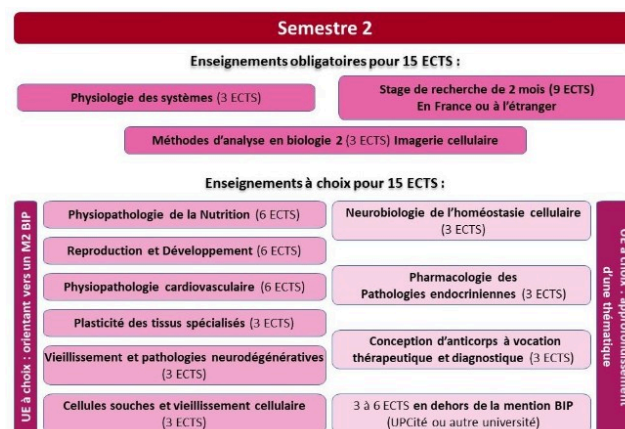 Semestre 2
Enseignements obligatoires pour 15 ECTS :
Physiologie des systèmes (3 ECTS)
Stage de recherche de 2 mois (9 ECTS)
En France ou à l'étranger
Méthodes d'analyse en biologie 2 (3 ECTS) Imagerie cellulaire
Enseignements à choix pour 15 ECTS :
UE à choix : orientant vers un M2 BIP
Physiopathologie de la Nutrition (6 ECTS)
Reproduction et Développement (6 ECTS)
Physiopathologie cardiovasculaire (6 ECTS)
Plasticité des tissus spécialisés (3 ECTS)
Vieillissement et pathologies neurodégénératives
(3 ECTS)
Cellules souches et vieillissement cellulaire
(3 ECTS)
Neurobiologie de l'homéostasie cellulaire
(3 ECTS)
Pharmacologie des
Pathologies endocriniennes (3 ECTS)
Conception d'anticorps à vocation
thérapeutique et diagnostique (3 ECTS)
3 à 6 ECTS en dehors de la mention BIP
(UPCité ou autre université)
UE à choix : approfondissement
d'une thématique